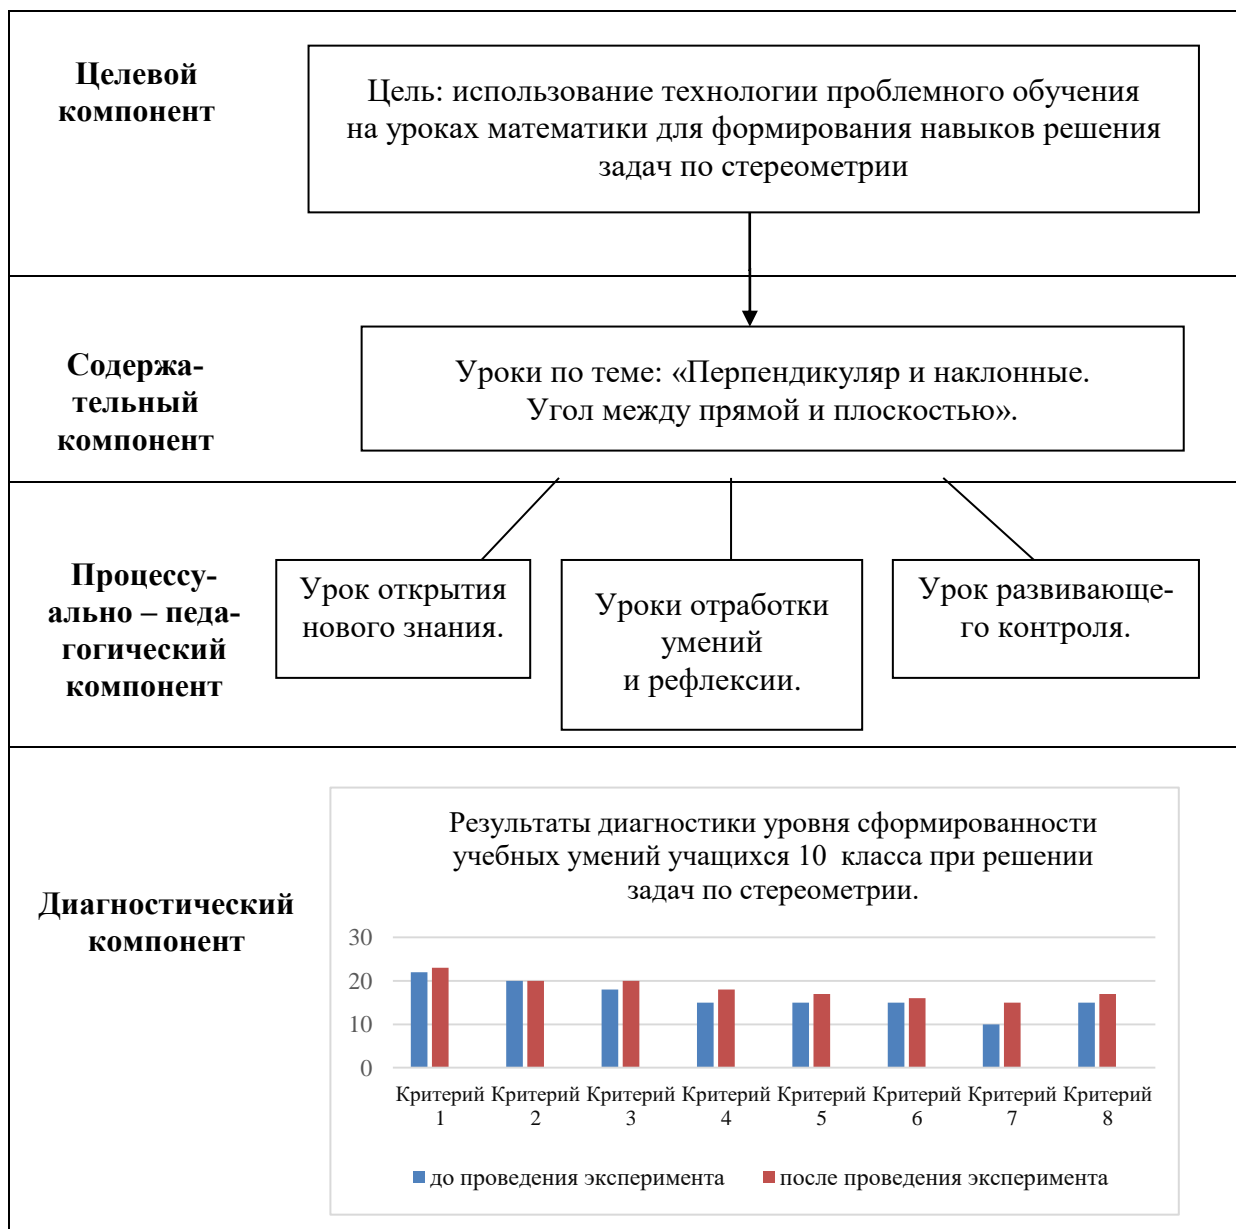 Целевой
компонент
Цель: использование технологии проблемного обучения
на уроках математики для формирования навыков решения
задач по стереометрии
Содержа-
тельный
компонент
Уроки по теме: «Перпендикуляр и наклонные.
Угол между прямой и плоскостью».
Процессу-
ально – педа-
гогический
компонент
Урок открытия
нового знания.
Уроки отработки
умений
и рефлексии.
Урок развивающе-
го контроля.
Диагностический
компонент
Результаты диагностики уровня сформированности
учебных умений учащихся 10 класса при решении
задач по стереометрии.
30
20
10
0
Критерий
1
Критерий
2
Критерий
3
Критерий
4
Критерий
5
Критерий
6
Критерий
7
Критерий
8
до проведения эксперимента
после проведения эксперимента